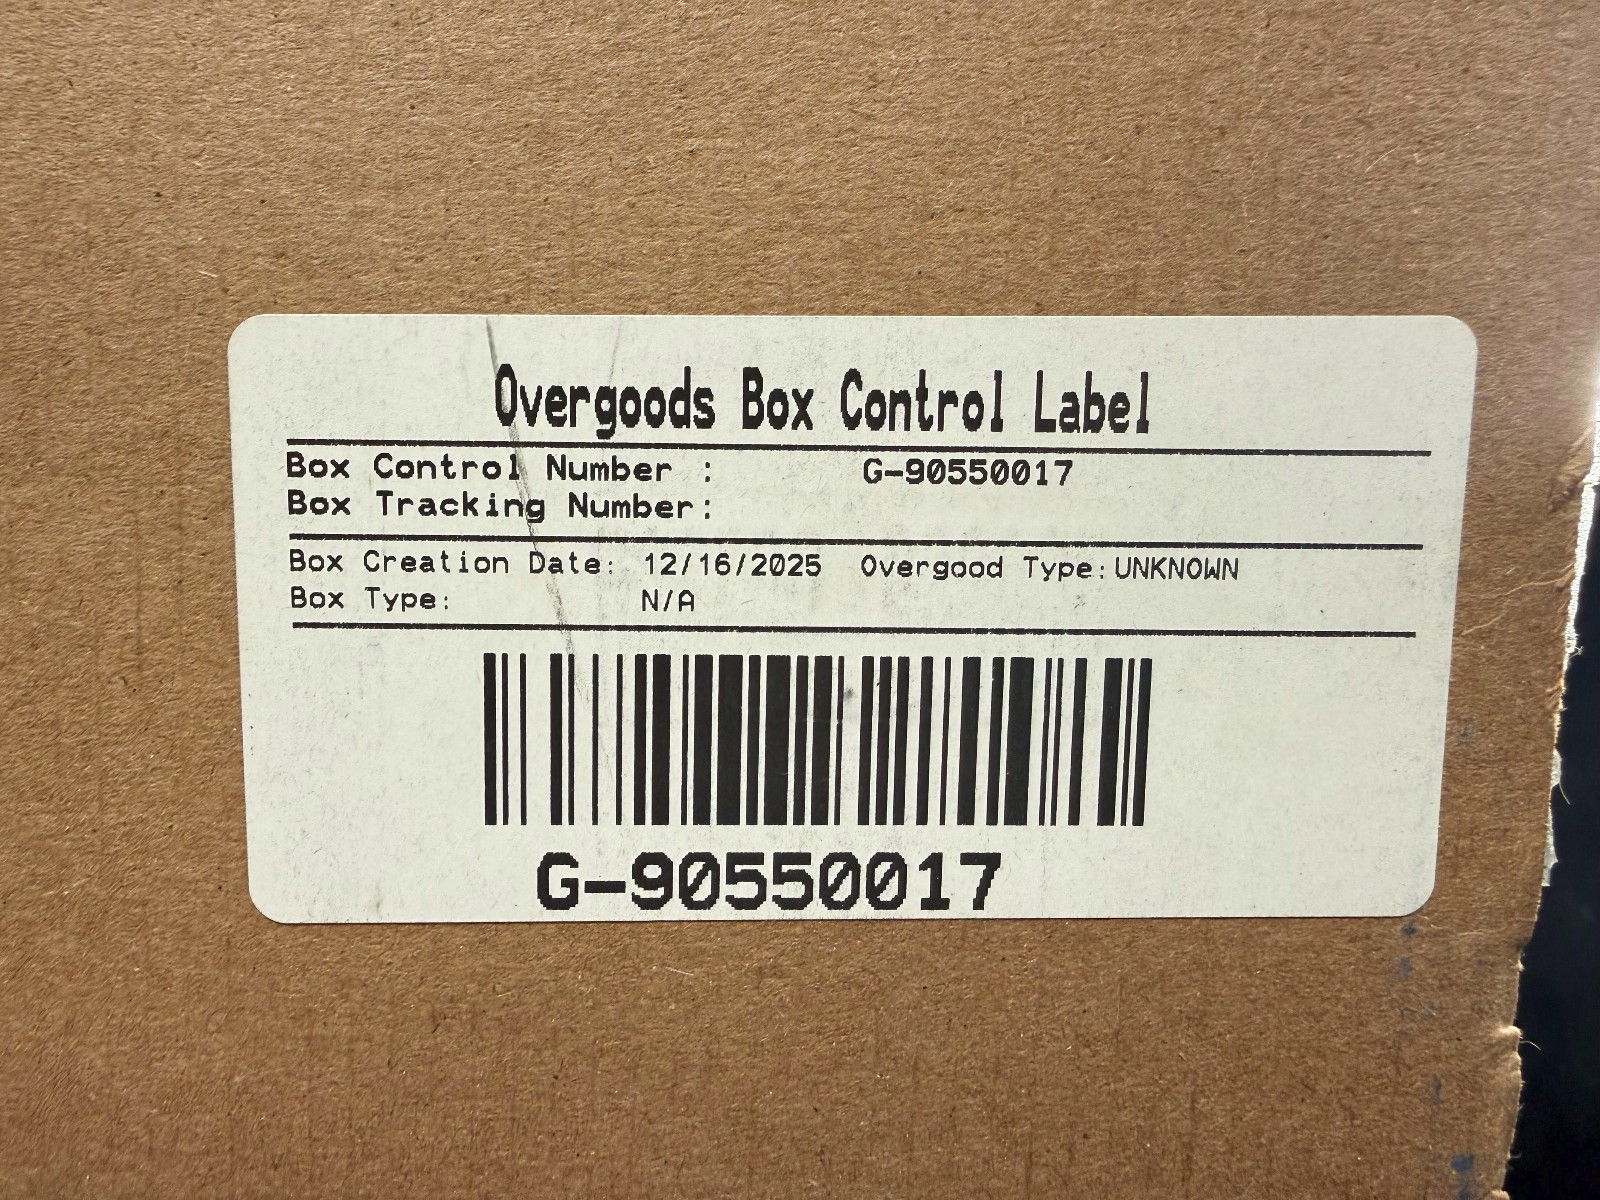 Overgoods Box Control Label
Box Control Number : G-90550017
Box Tracking Number:
Box Creation Date: 12/16/2025 Overgood Type:UNKNOWN
Box Type: N/A
G-90550017